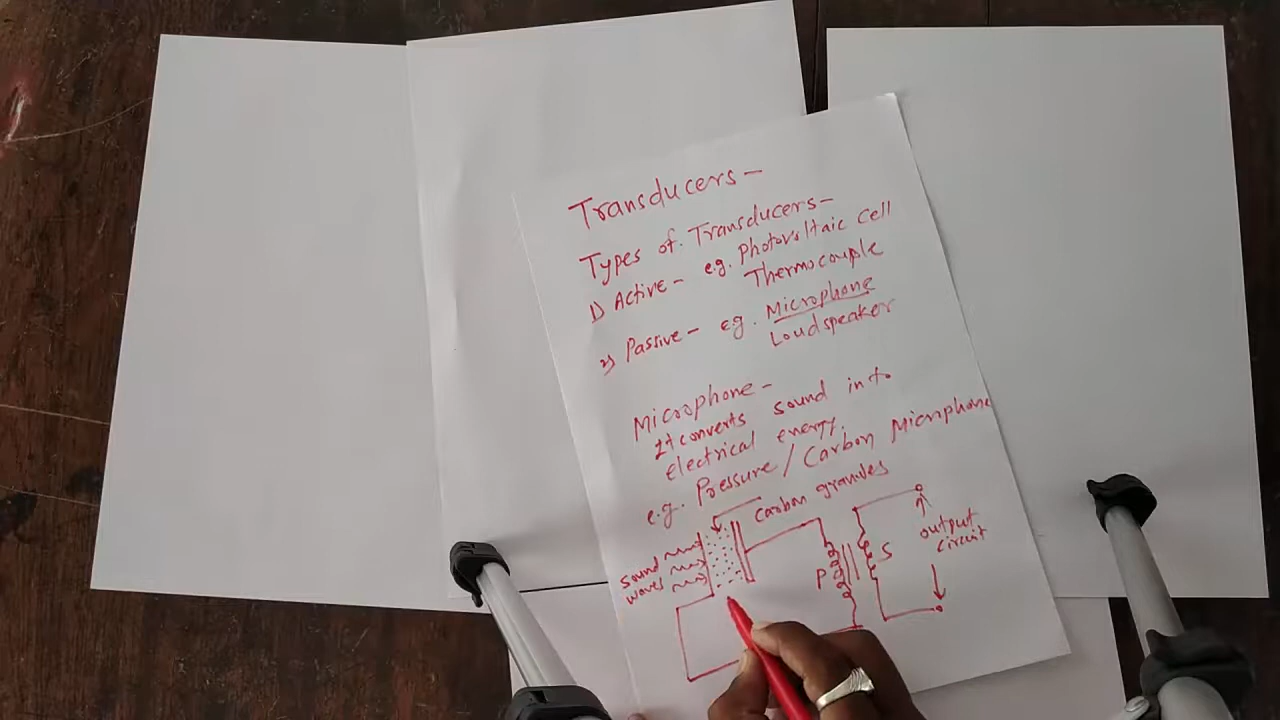 Transducers-
Types of. Transducers-
1) Active - e.g. Photovoltaic cell
Thermocouple
2) Passive - eg. Microphone
Loudspeaker
Microphone -
It converts sound into
electrical energy.
e.g. Pressure / Carbon Microphone
Carbon granules
Sound
waves
P
S
output
circuit